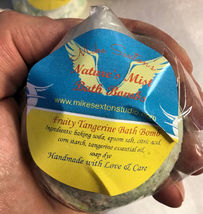 Nature's Mist
Bath Bombs
www.mikesextonstudio.com
Fruity Tangerine Bath Bomb
Ingredients: baking soda, epsom salt, citric acid,
corn starch, tangerine essential oil,
soap dye
Handmade with Love & Care